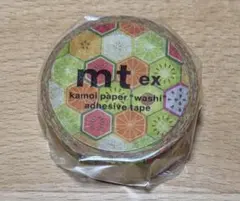 mt ex
kamoi paper "washi"
adhesive tape